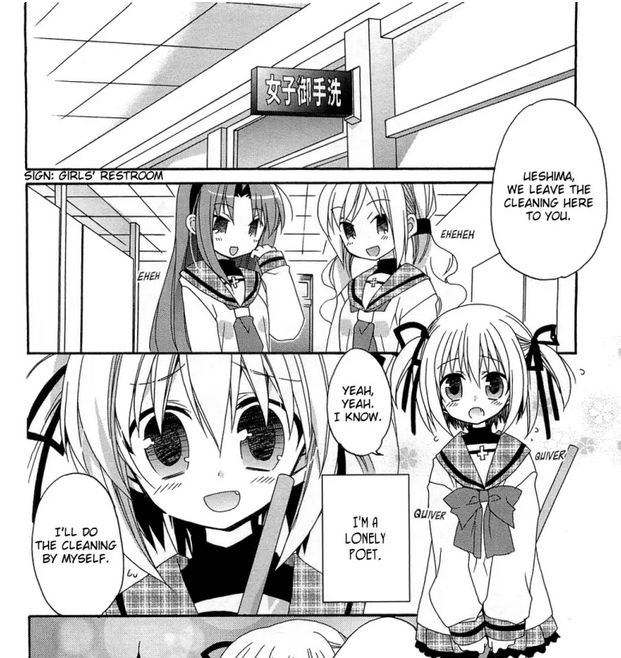 女子御手洗
SIGN: GIRLS' RESTROOM
UESHIMA,
WE LEAVE THE
CLEANING HERE
TO YOU.
EHEHEH
EHEH
YEAH,
YEAH.
I KNOW.
QUIVER
QUIVER
I'M A
LONELY
POET.
I'LL DO
THE CLEANING
BY MYSELF.